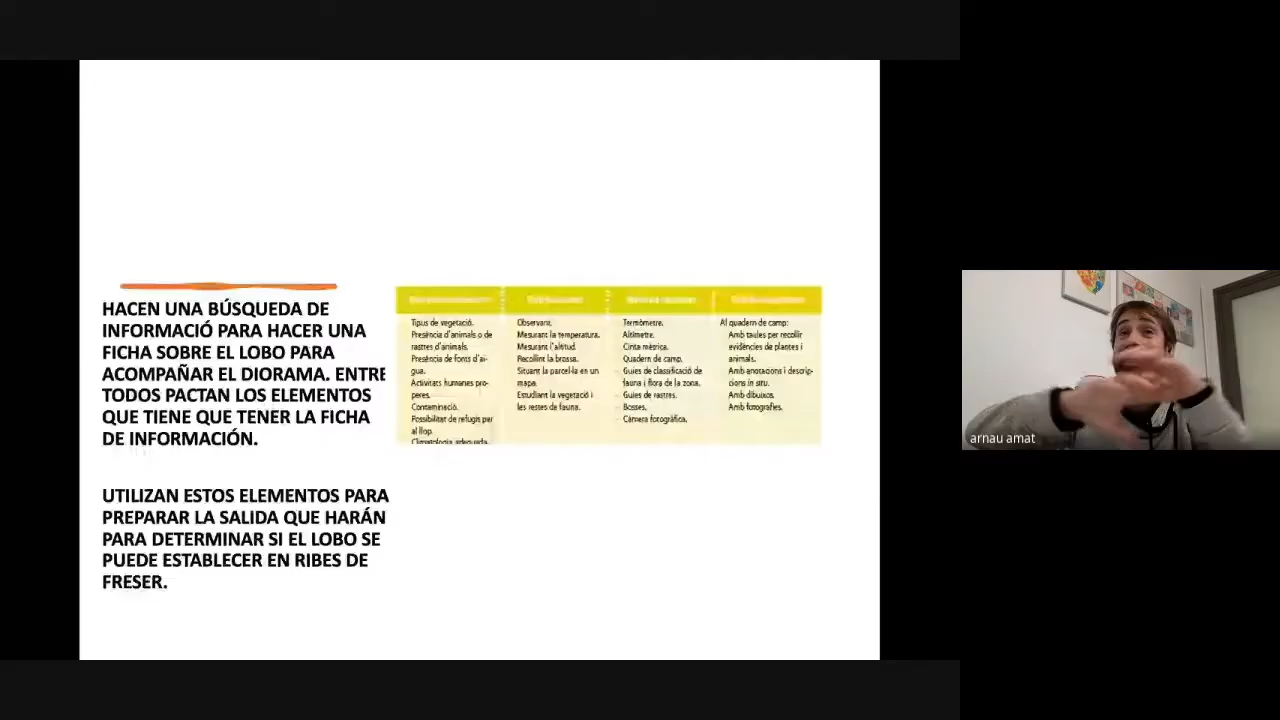 HACEN UNA BÚSQUEDA DE
INFORMACIÓ PARA HACER UNA
FICHA SOBRE EL LOBO PARA
ACOMPAÑAR EL DIORAMA. ENTRE
TODOS PACTAN LOS ELEMENTOS
QUE TIENE QUE TENER LA FICHA
DE INFORMACIÓN.
UTILIZAN ESTOS ELEMENTOS PARA
PREPARAR LA SALIDA QUE HARÁN
PARA DETERMINAR SI EL LOBO SE
PUEDE ESTABLECER EN RIBES DE
FRESER.
Tipus de vegetació.
Presència d'animals o de
rastres d'animals.
Presència de fonts d'ai-
gua.
Activitats humanes pro-
peres.
Contaminació.
Possibilitat de refugis per
al llop.
Climatologia adequada.
Observant.
Mesurant la temperatura.
Mesurant l'altitud.
Recollint la brossa.
Situant la parcel·la en un
mapa.
Estudiant la vegetació i
les restes de fauna.
Termòmetre.
Altímetre.
Cinta mètrica.
Quadern de camp.
Guies de classificació de
fauna i flora de la zona.
Guies de rastres.
Bosses.
Càmera fotogràfica.
Al quadern de camp:
Amb taules per recollir
evidències de plantes i
animals.
Amb anotacions i descrip-
cions in situ.
Amb dibuixos.
Amb fotografies.
arnau amat